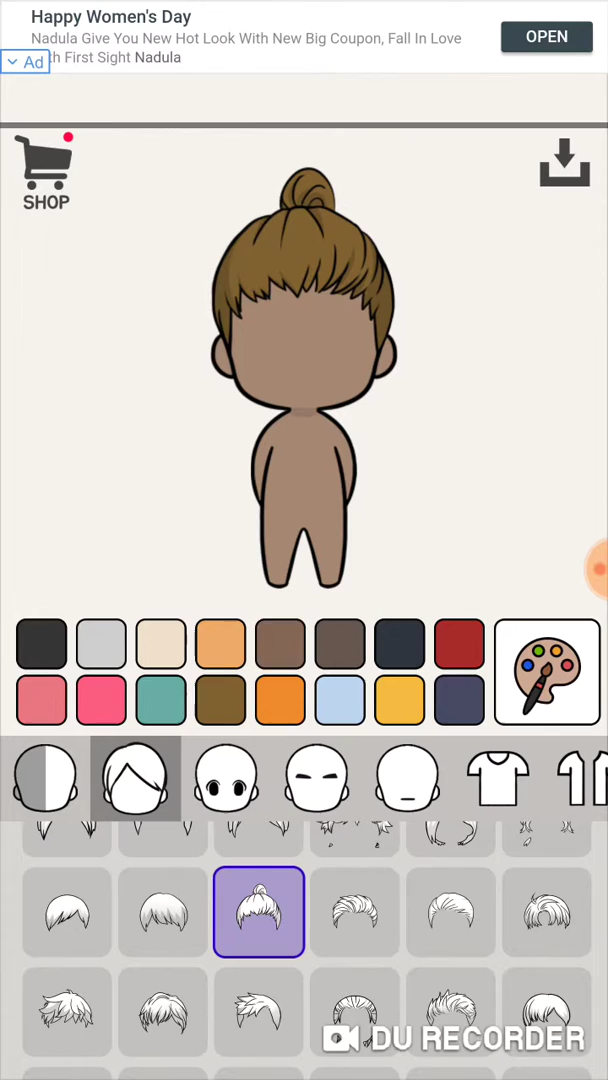 Happy Women's Day
Nadula Give You New Hot Look With New Big Coupon, Fall In Love
th First Sight Nadula
OPEN
Ad
SHOP
DU RECORDER